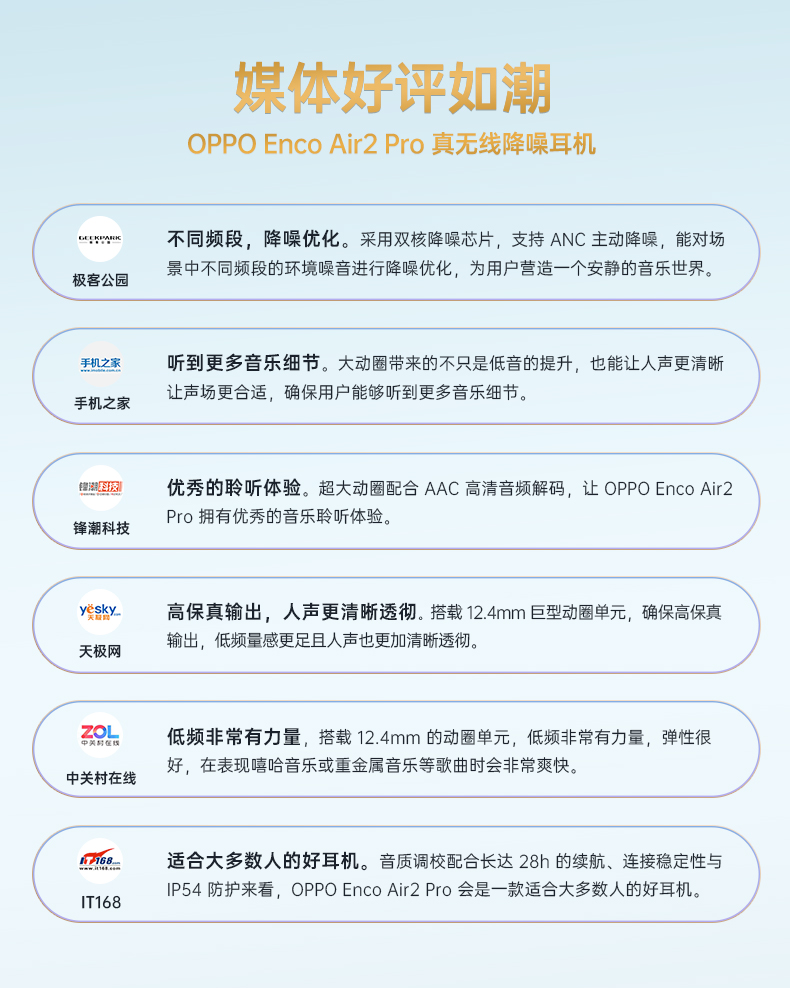 媒体好评如潮
OPPO Enco Air2 Pro 真无线降噪耳机
GEEKPARK
极客公园
极客公园
不同频段，降噪优化。采用双核降噪芯片，支持 ANC 主动降噪，能对场
景中不同频段的环境噪音进行降噪优化，为用户营造一个安静的音乐世界。
手机之家
www.imobile.com.cn
手机之家
听到更多音乐细节。大动圈带来的不只是低音的提升，也能让人声更清晰
让声场更合适，确保用户能够听到更多音乐细节。
锋潮科技
锋潮科技
优秀的聆听体验。超大动圈配合 AAC 高清音频解码，让 OPPO Enco Air2
Pro 拥有优秀的音乐聆听体验。
yesky.com
天极网
天极网
高保真输出，人声更清晰透彻。搭载 12.4mm 巨型动圈单元，确保高保真
输出，低频量感更足且人声也更加清晰透彻。
ZOL
中关村在线
中关村在线
低频非常有力量，搭载 12.4mm 的动圈单元，低频非常有力量，弹性很
好，在表现嘻哈音乐或重金属音乐等歌曲时会非常爽快。
IT168.com
www.it168.com
IT168
适合大多数人的好耳机。音质调校配合长达 28h 的续航、连接稳定性与
IP54 防护来看，OPPO Enco Air2 Pro 会是一款适合大多数人的好耳机。